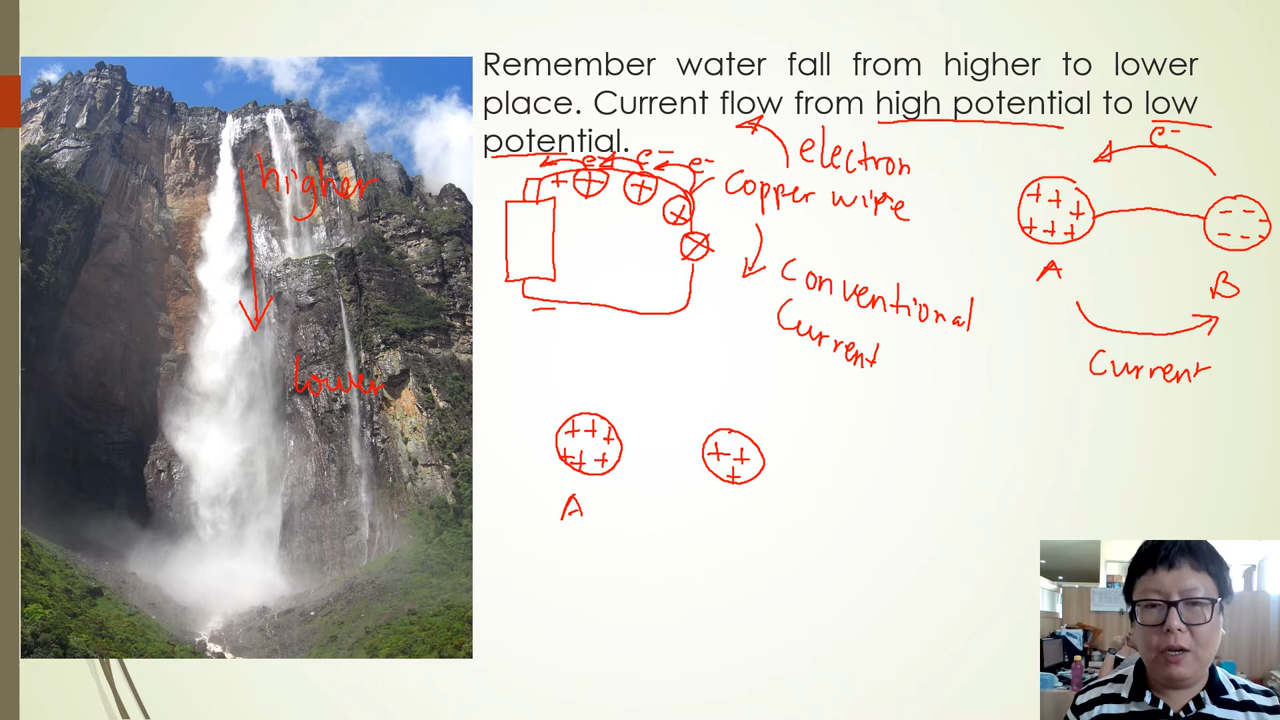 Remember water fall from higher to lower
place. Current flow from high potential to low
potential.
higher
lower
+ e- e- e-
electron
copper wire
Conventional
Current
-
e-
A
B
Current
A